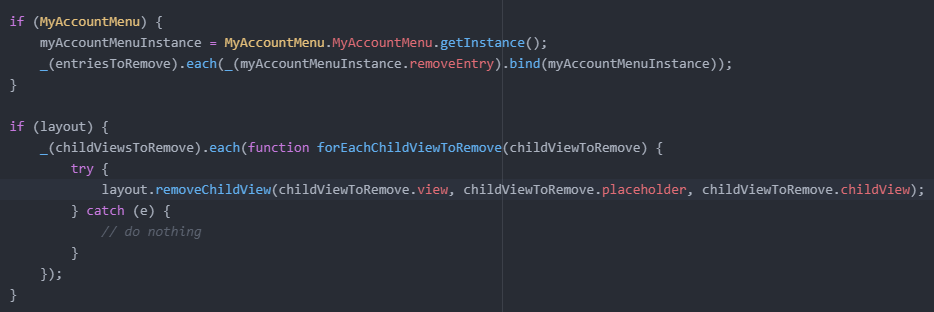 if (MyAccountMenu) {
    myAccountMenuInstance = MyAccountMenu.MyAccountMenu.getInstance();
    _(entriesToRemove).each(_(myAccountMenuInstance.removeEntry).bind(myAccountMenuInstance));
}
if (layout) {
    _(childViewsToRemove).each(function forEachChildViewToRemove(childViewToRemove) {
        try {
            layout.removeChildView(childViewToRemove.view, childViewToRemove.placeholder, childViewToRemove.childView);
        } catch (e) {
            // do nothing
        }
    });
}